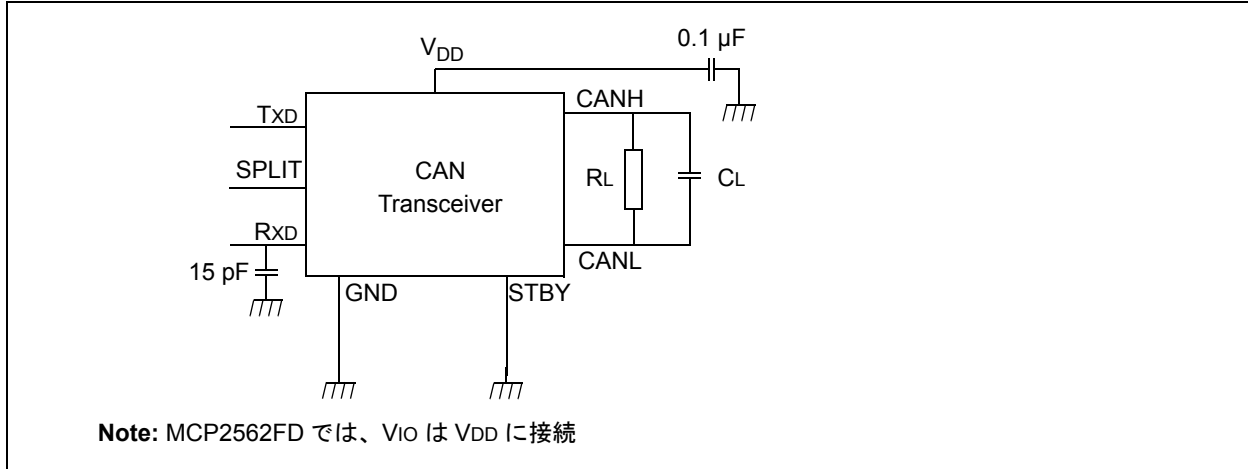 VDD
0.1 µF
CANH
TXD
SPLIT
CAN
Transceiver
RL
CL
RXD
CANL
15 pF
GND
STBY
Note: MCP2562FD では、VIO は VDD に接続